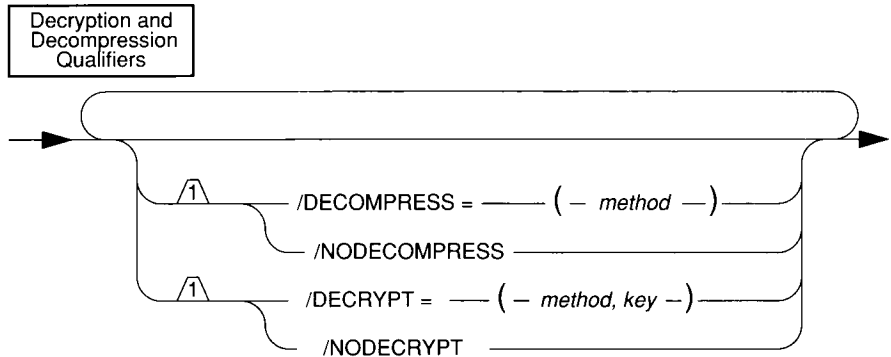 Decryption and
Decompression
Qualifiers
1
/DECOMPRESS = ( method )
/NODECOMPRESS
1
/DECRYPT = ( method, key )
/NODECRYPT